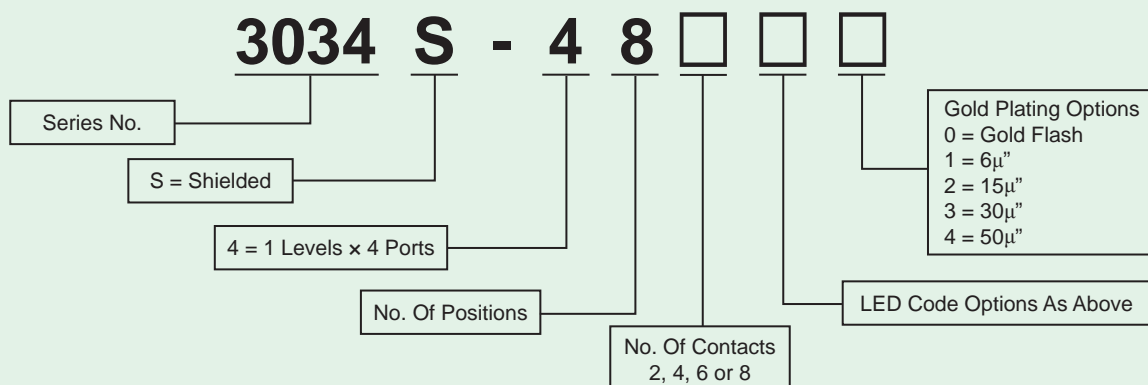 3034 S - 4 8 □ □ □
Series No.
S = Shielded
4 = 1 Levels × 4 Ports
No. Of Positions
No. Of Contacts
2, 4, 6 or 8
LED Code Options As Above
Gold Plating Options
0 = Gold Flash
1 = 6μ”
2 = 15μ”
3 = 30μ”
4 = 50μ”